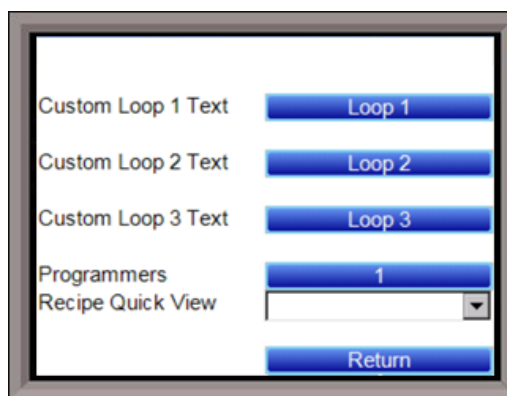 Custom Loop 1 Text Loop 1
Custom Loop 2 Text Loop 2
Custom Loop 3 Text Loop 3
Programmers 1
Recipe Quick View
Return